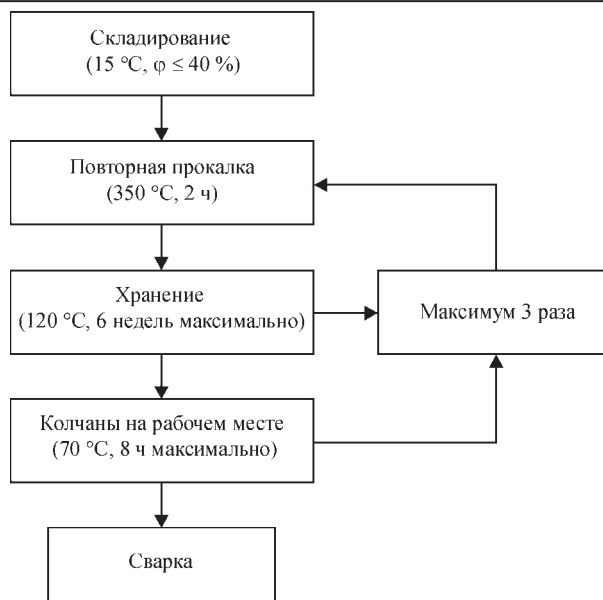 Складирование
(15 °C, φ ≤ 40 %)
Повторная прокалка
(350 °C, 2 ч)
Хранение
(120 °C, 6 недель максимально)
Максимум 3 раза
Колчаны на рабочем месте
(70 °C, 8 ч максимально)
Сварка